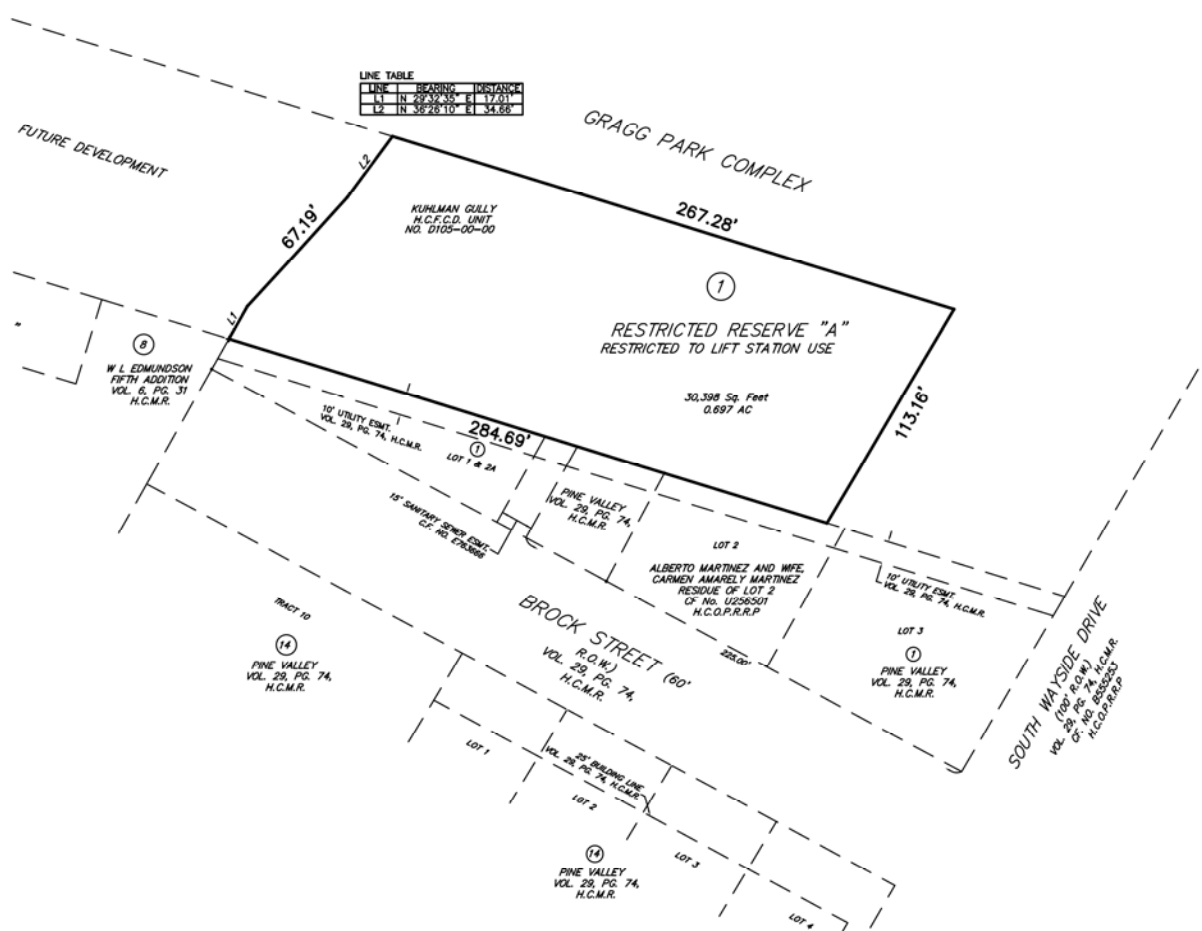 LINE TABLE
LINE BEARING DISTANCE
L1 N 29°32'35" E 17.01'
L2 N 36°26'10" E 34.66'
GRAGG PARK COMPLEX
FUTURE DEVELOPMENT
L2
KUHLMAN GULLY
H.C.F.C.D. UNIT
NO. D105-00-00
267.28'
67.19'
1
RESTRICTED RESERVE "A"
RESTRICTED TO LIFT STATION USE
30,398 Sq. Feet
0.697 AC
L1
"
8
W L EDMUNDSON
FIFTH ADDITION
VOL. 6, PG. 31
H.C.M.R.
113.16'
10' UTILITY ESMT.
VOL. 29, PG. 74, H.C.M.R.
284.69'
1
LOT 1 & 2A
15' SANITARY SEWER ESMT.
C.F. NO. E763666
PINE VALLEY
VOL. 29, PG. 74,
H.C.M.R.
LOT 2
ALBERTO MARTINEZ AND WIFE,
CARMEN AMARELY MARTINEZ
RESIDUE OF LOT 2
CF No. U256501
H.C.O.P.R.R.P
10' UTILITY ESMT.
VOL. 29, PG. 74, H.C.M.R.
LOT 3
1
PINE VALLEY
VOL. 29, PG. 74,
H.C.M.R.
SOUTH WAYSIDE DRIVE
(100' R.O.W.)
VOL. 29, PG. 74, H.C.M.R.
CF. NO. B555253
H.C.O.P.R.R.P
TRACT 10
14
PINE VALLEY
VOL. 29, PG. 74,
H.C.M.R.
BROCK STREET (60'
R.O.W.)
VOL. 29, PG. 74,
H.C.M.R.
225.00'
LOT 1
25' BUILDING LINE
VOL. 29, PG. 74, H.C.M.R.
LOT 2
14
PINE VALLEY
VOL. 29, PG. 74,
H.C.M.R.
LOT 3
LOT 4